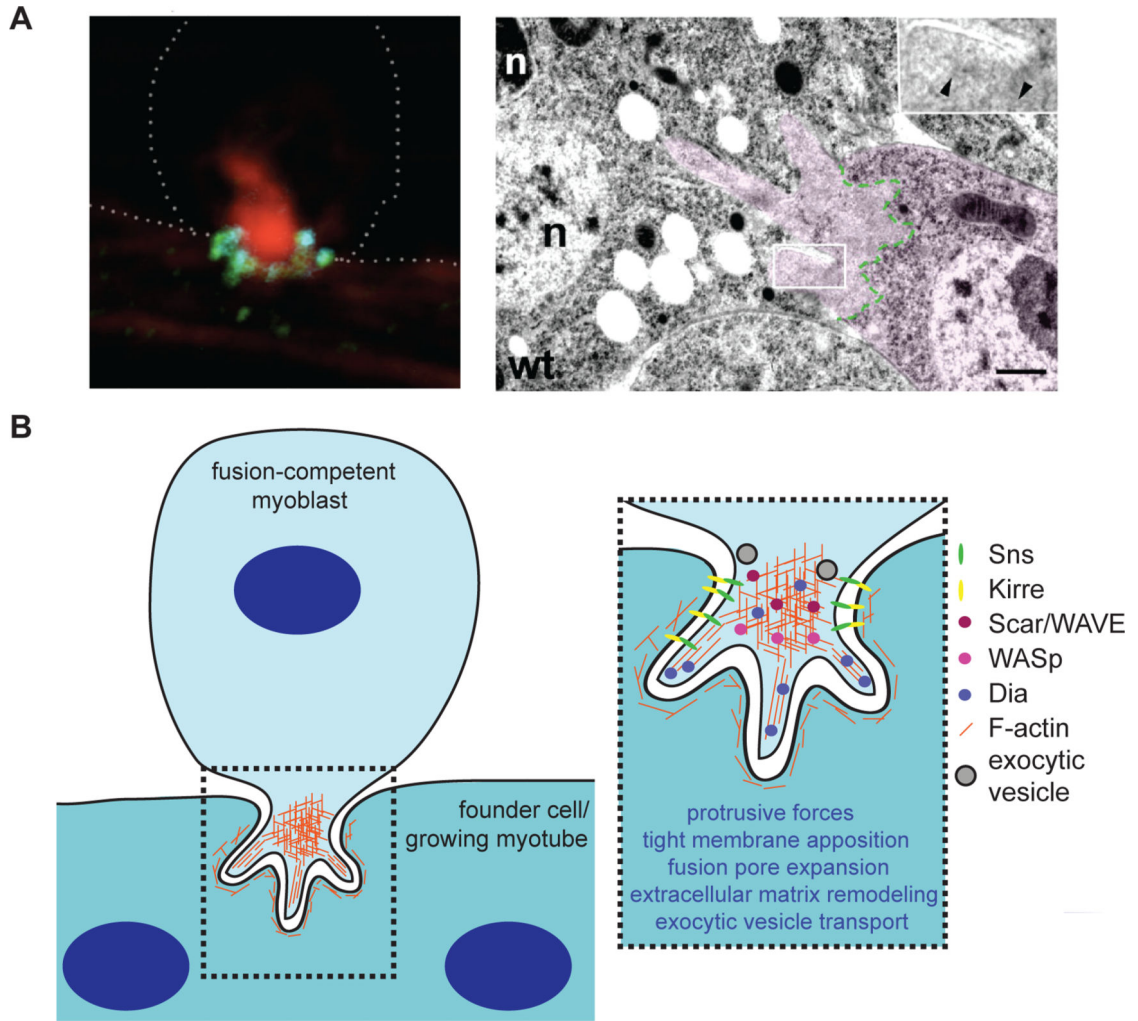 A
n
n
wt
B
fusion-competent
myoblast
founder cell/
growing myotube
Sns
Kirre
Scar/WAVE
WASp
Dia
F-actin
exocytic
vesicle
protrusive forces
tight membrane apposition
fusion pore expansion
extracellular matrix remodeling
exocytic vesicle transport